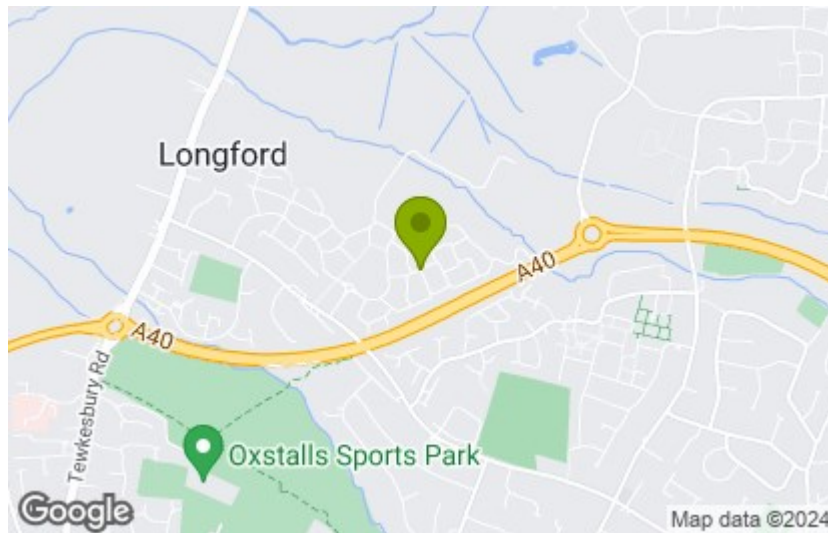 Longford
A40
A40
Tewkesbury Rd
Oxstalls Sports Park
Google
Map data ©2024